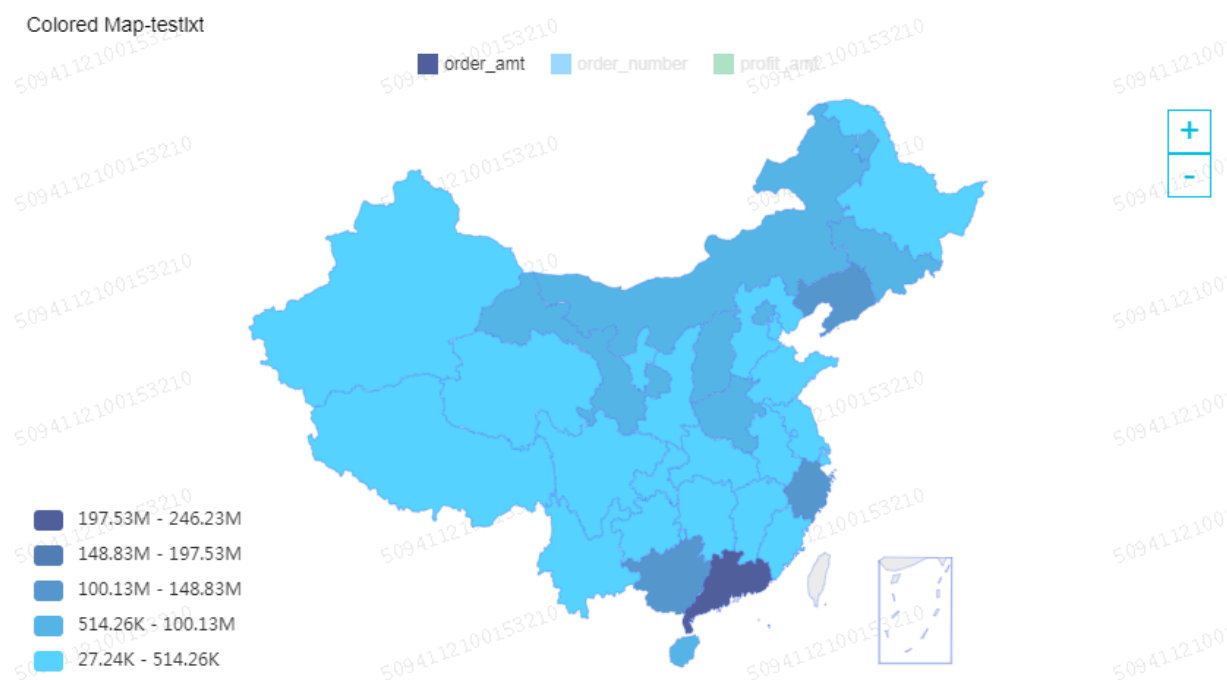 Colored Map-testlxt
order_amt order_number profit_amt
+
-
197.53M - 246.23M
148.83M - 197.53M
100.13M - 148.83M
514.26K - 100.13M
27.24K - 514.26K
5094112100153210